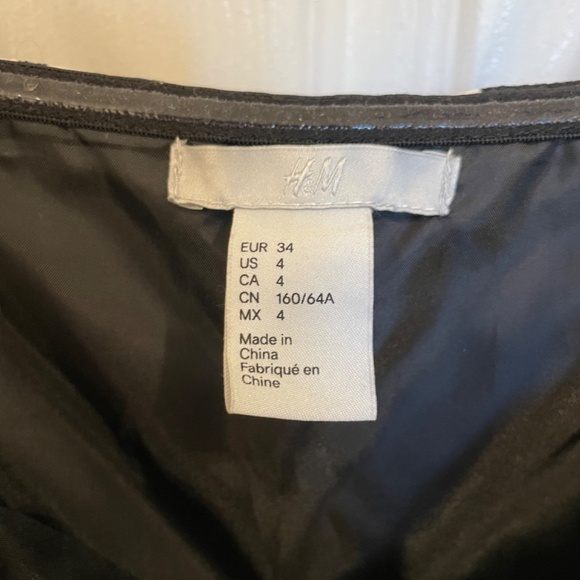 H&M
EUR 34
US 4
CA 4
CN 160/64A
MX 4
Made in
China
Fabriqué en
Chine